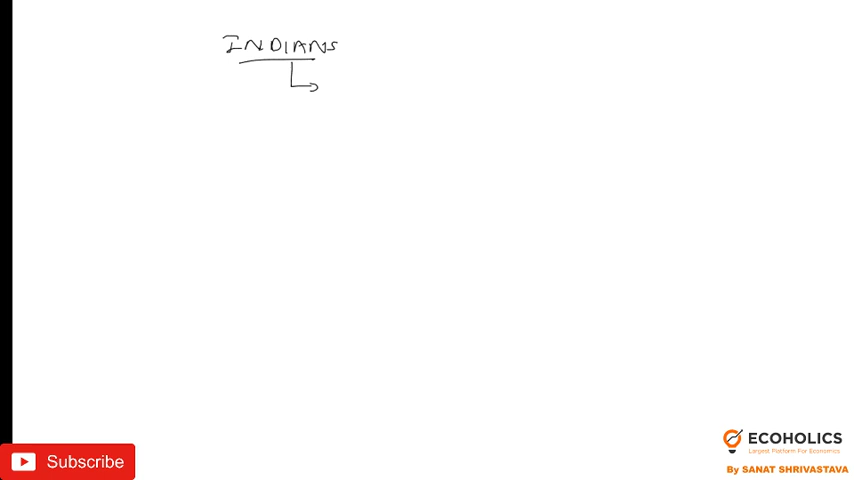 INDIANS
Subscribe
ECOHOLICS
Largest Platform For Economics
By SANAT SHRIVASTAVA